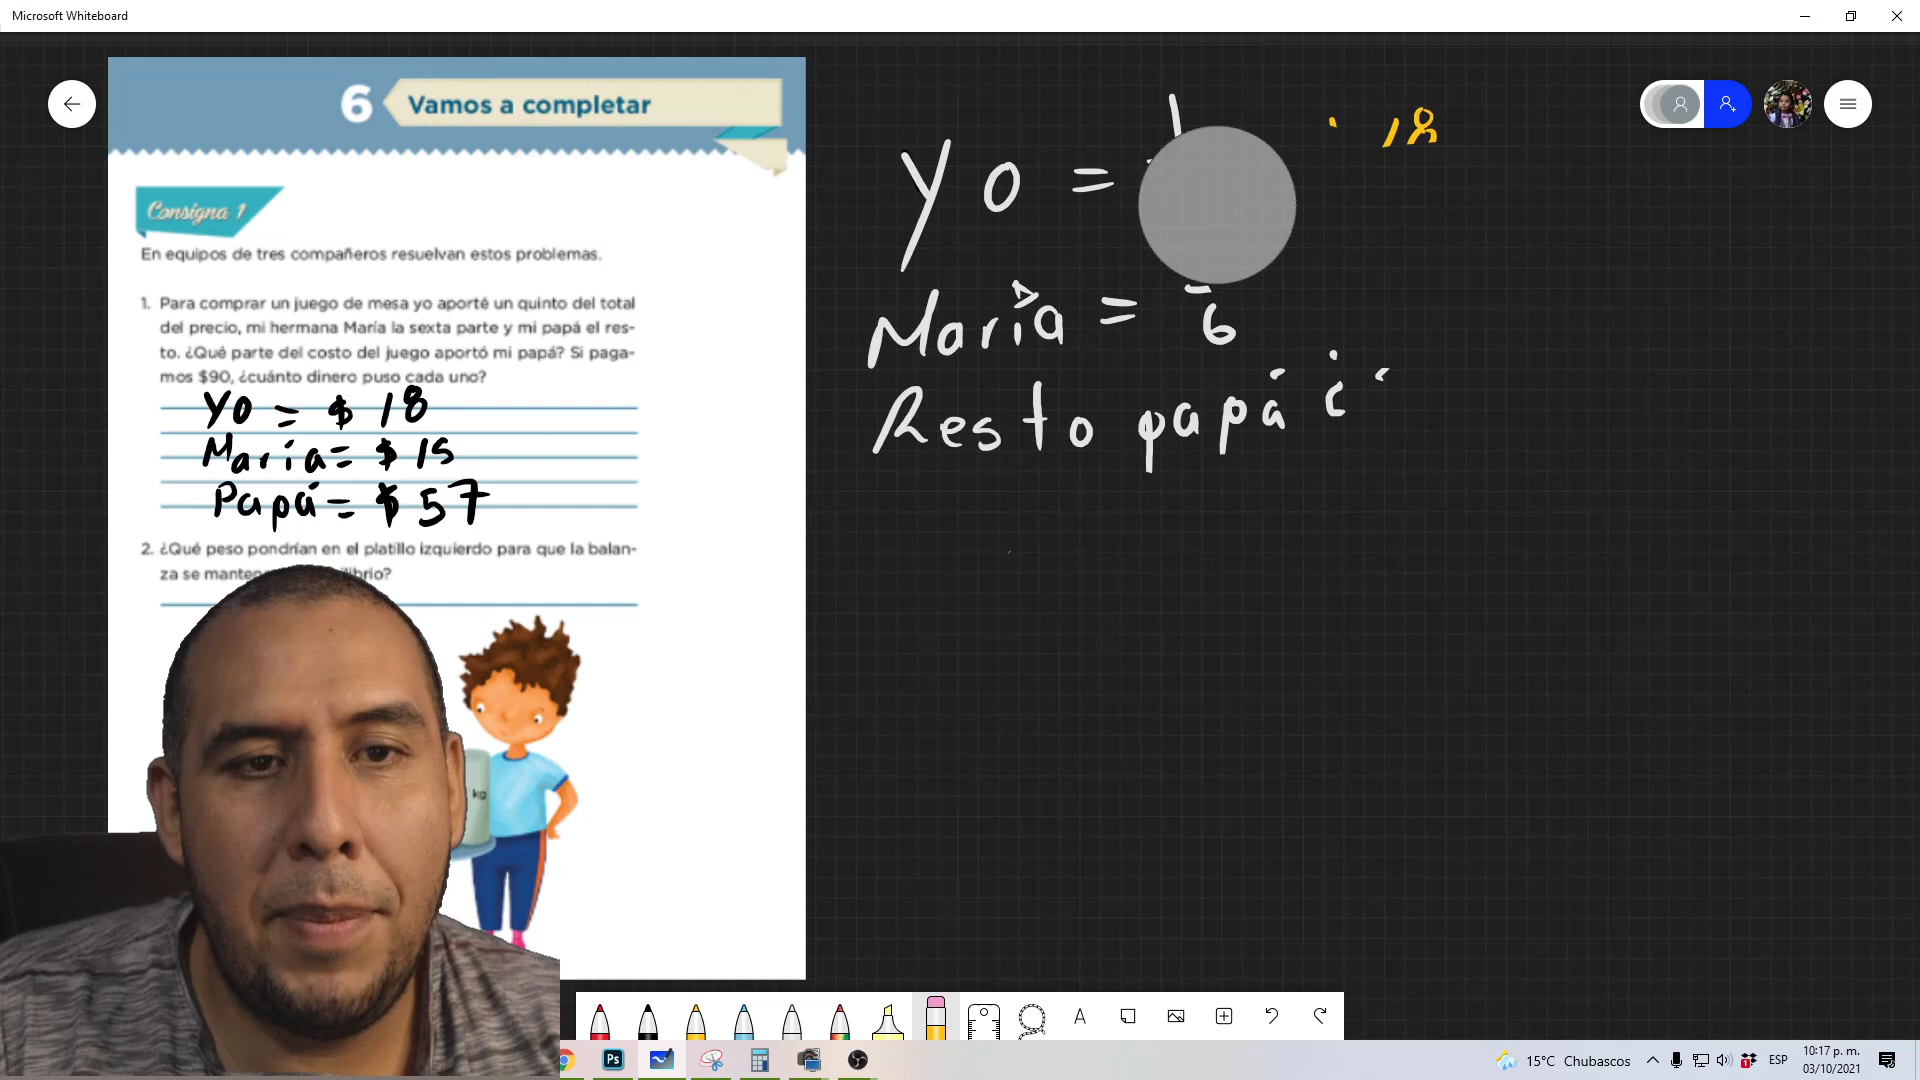 Microsoft Whiteboard
6 Vamos a completar
Consigna 1
En equipos de tres compañeros resuelvan estos problemas.
1. Para comprar un juego de mesa yo aporté un quinto del total
del precio, mi hermana María la sexta parte y mi papá el res-
to. ¿Qué parte del costo del juego aportó mi papá? Si paga-
mos $90, ¿cuánto dinero puso cada uno?
Yo = $ 18
María = $ 15
Papá = $ 57
2. ¿Qué peso pondrían en el platillo izquierdo para que la balan-
za se
kg
Yo =
18
María = 6
Resto papá
A
Ps
15°C Chubascos
ESP
10:17 p. m.
03/10/2021